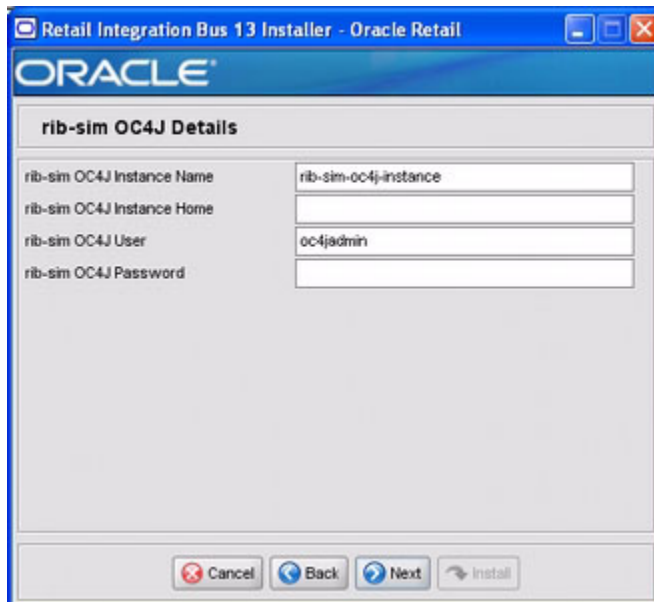 Retail Integration Bus 13 Installer - Oracle Retail
ORACLE
rib-sim OC4J Details
rib-sim OC4J Instance Name rib-sim-oc4j-instance
rib-sim OC4J Instance Home
rib-sim OC4J User oc4jadmin
rib-sim OC4J Password
Cancel Back Next Install